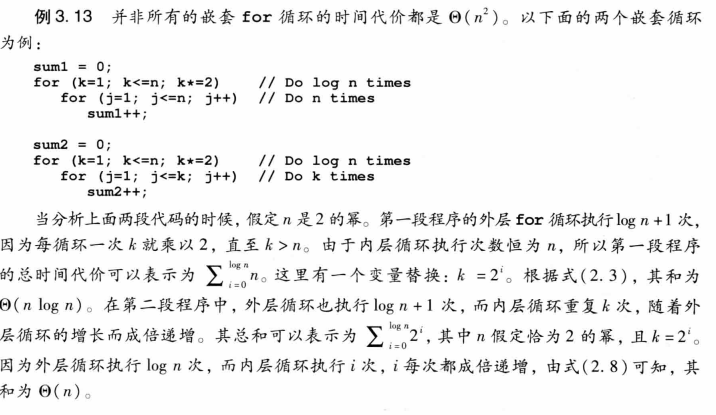 例3.13 并非所有的嵌套 for 循环的时间代价都是 Θ(n²)。以下面的两个嵌套循环
为例：
sum1 = 0;
for (k=1; k<=n; k*=2) // Do log n times
for (j=1; j<=n; j++) // Do n times
sum1++;
sum2 = 0;
for (k=1; k<=n; k*=2) // Do log n times
for (j=1; j<=k; j++) // Do k times
sum2++;
当分析上面两段代码的时候，假定 n 是 2 的幂。第一段程序的外层 for 循环执行 log n + 1 次，
因为每循环一次 k 就乘以 2，直至 k > n。由于内层循环执行次数恒为 n，所以第一段程序
的总时间代价可以表示为 ∑_{i=0}^{log n} n。这里有一个变量替换：k = 2^i。根据式(2.3)，其和为
Θ(n log n)。在第二段程序中，外层循环也执行 log n + 1 次，而内层循环重复 k 次，随着外
层循环的增长而成倍递增。其总和可以表示为 ∑_{i=0}^{log n} 2^i，其中 n 假定恰为 2 的幂，且 k = 2^i。
因为外层循环执行 log n 次，而内层循环执行 i 次，i 每次都成倍递增，由式(2.8)可知，其
和为 Θ(n)。